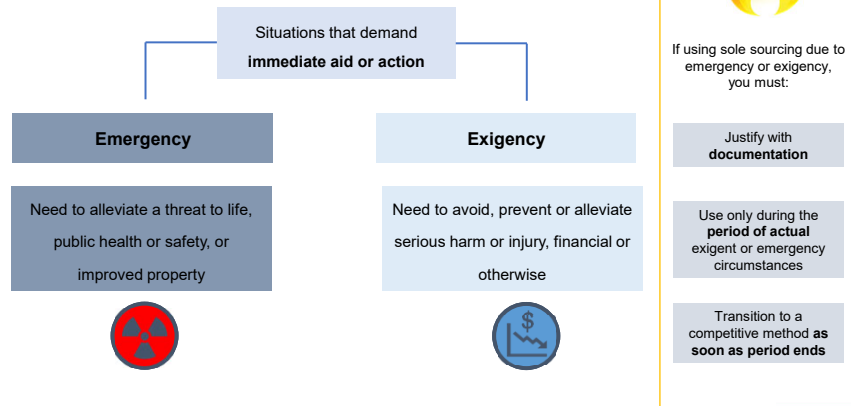 Situations that demand
immediate aid or action
Emergency
Need to alleviate a threat to life,
public health or safety, or
improved property
Exigency
Need to avoid, prevent or alleviate
serious harm or injury, financial or
otherwise
$
If using sole sourcing due to
emergency or exigency,
you must:
Justify with
documentation
Use only during the
period of actual
exigent or emergency
circumstances
Transition to a
competitive method as
soon as period ends